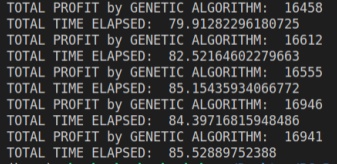 TOTAL PROFIT by GENETIC ALGORITHM:  16458
TOTAL TIME ELAPSED:  79.91282296180725
TOTAL PROFIT by GENETIC ALGORITHM:  16612
TOTAL TIME ELAPSED:  82.52164602279663
TOTAL PROFIT by GENETIC ALGORITHM:  16555
TOTAL TIME ELAPSED:  85.15435934066772
TOTAL PROFIT by GENETIC ALGORITHM:  16946
TOTAL TIME ELAPSED:  84.39716815948486
TOTAL PROFIT by GENETIC ALGORITHM:  16941
TOTAL TIME ELAPSED:  85.52889752388